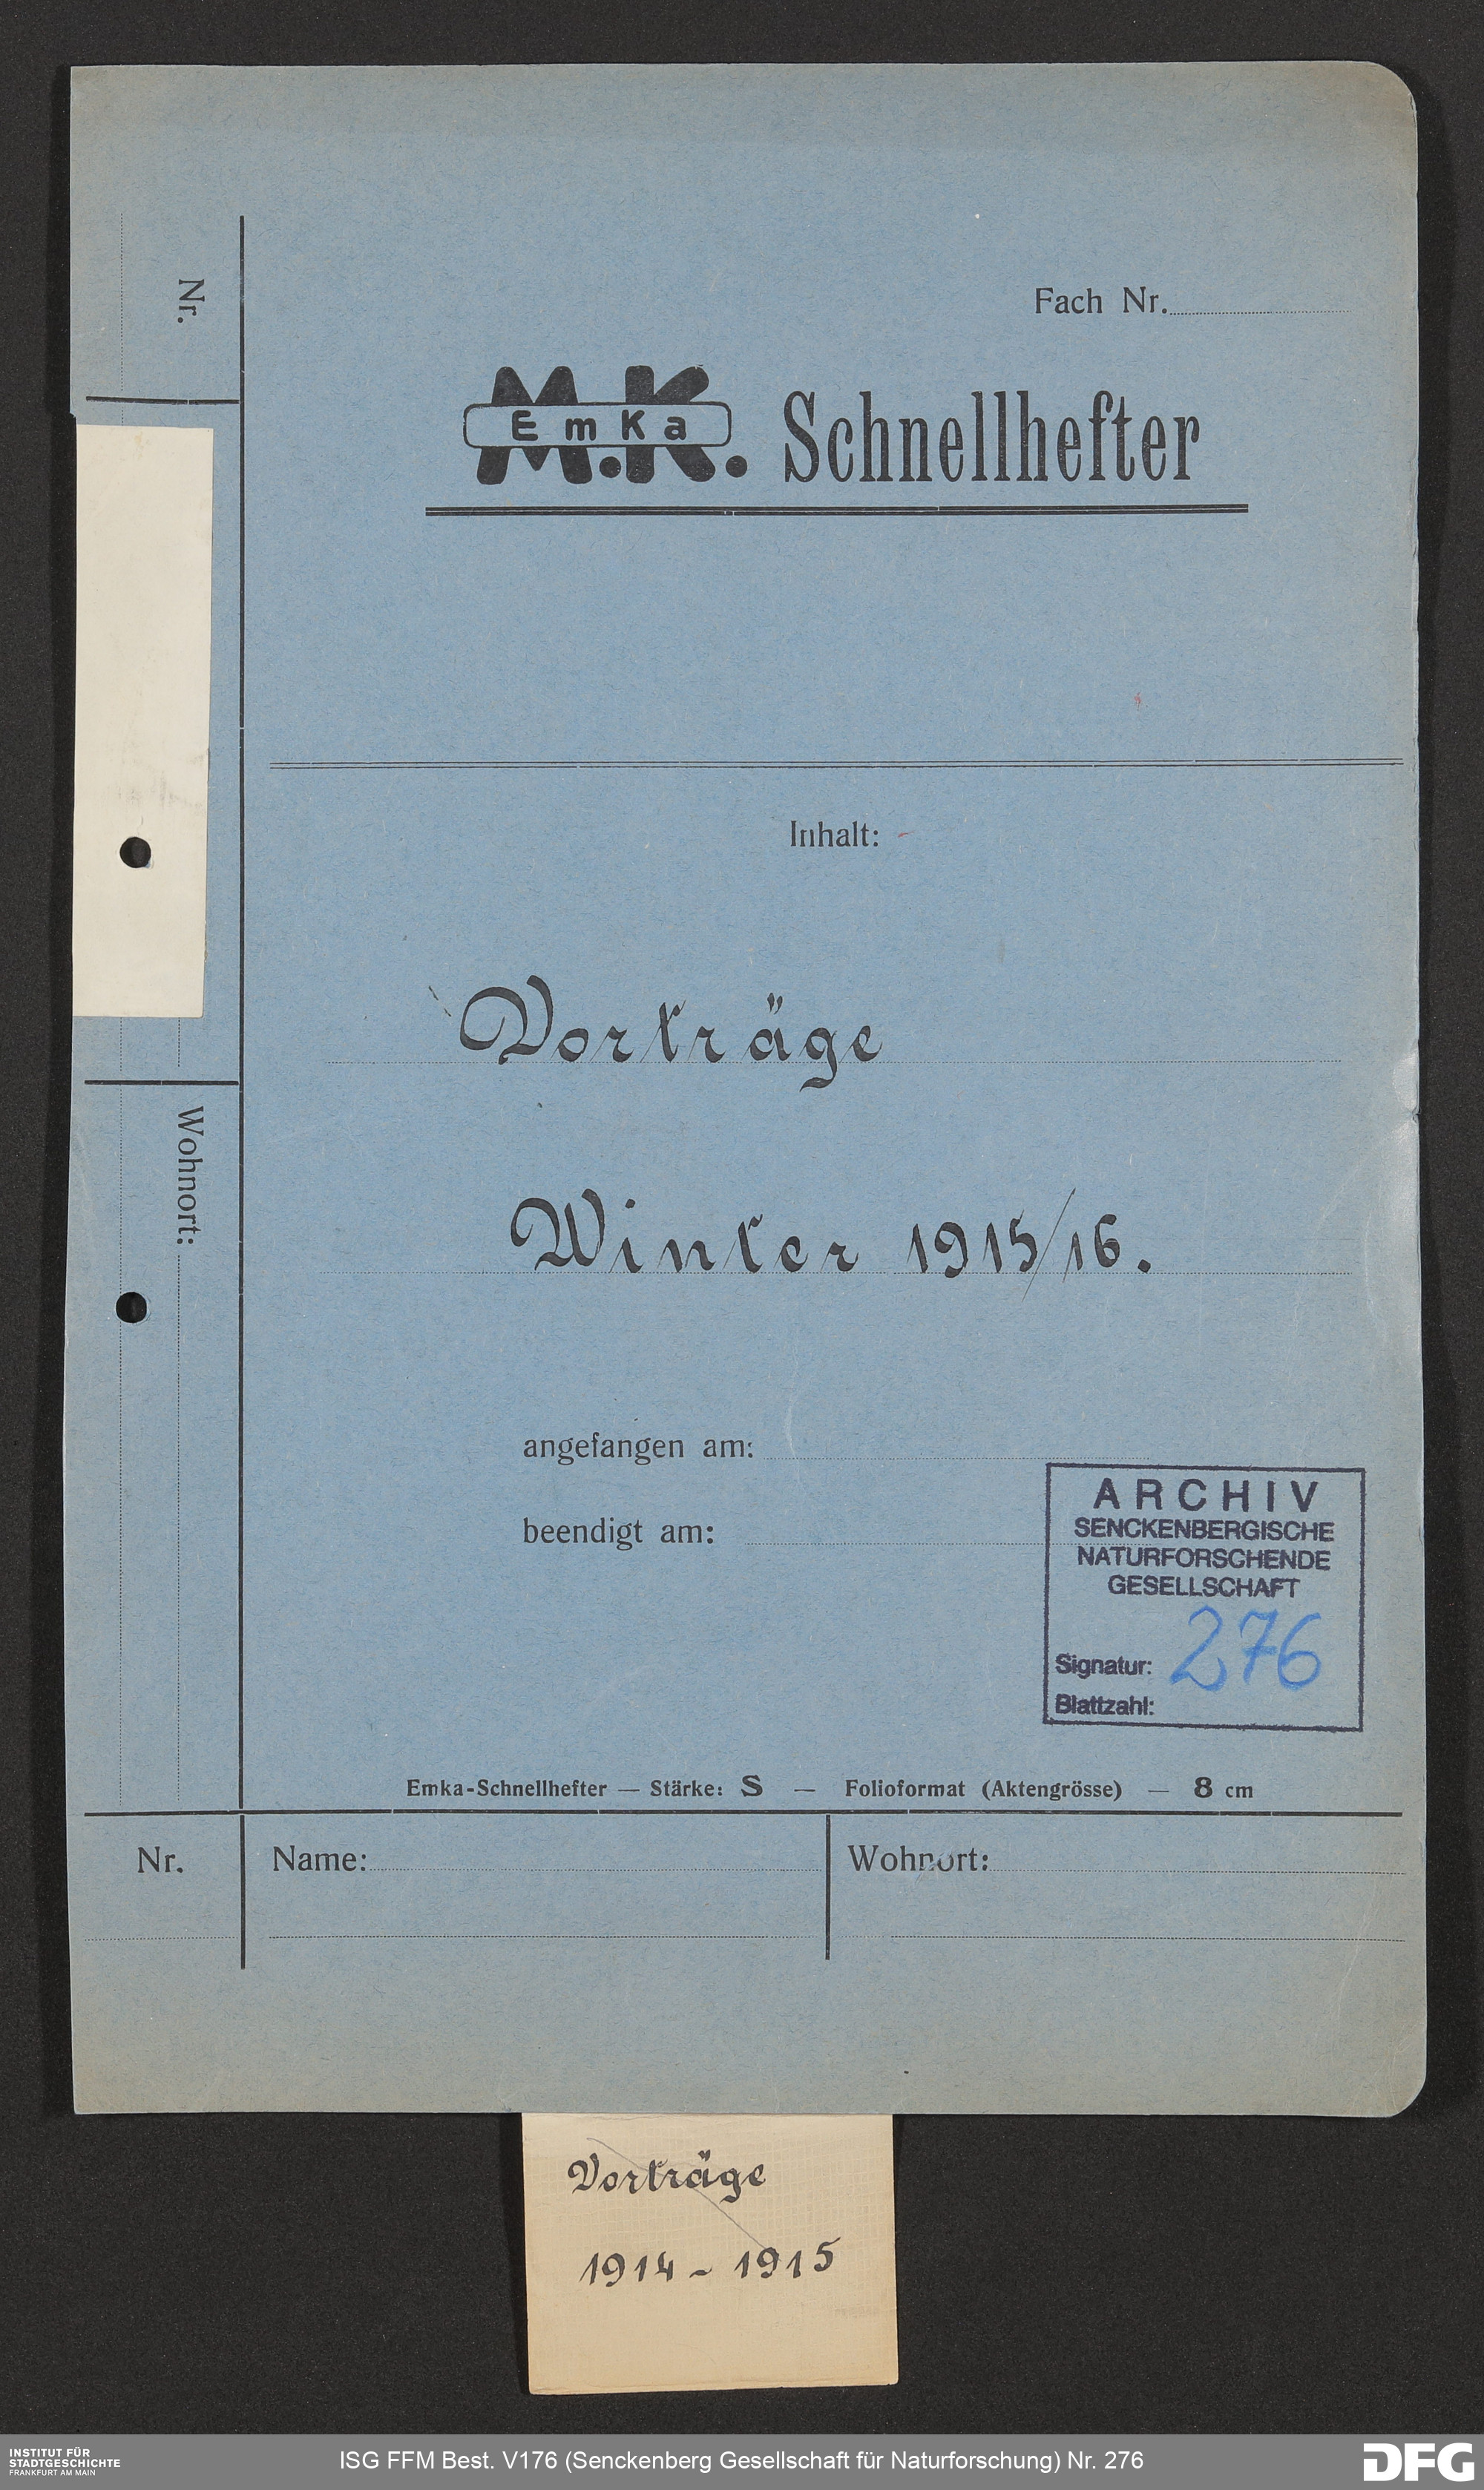 Nr.
Fach Nr.
M.K.
EmKa
Schnellhefter
Inhalt:
Vorträge
Winter 1915/16.
Wohnort:
angefangen am:
beendigt am:
ARCHIV
SENCKENBERGISCHE
NATURFORSCHENDE
GESELLSCHAFT
Signatur: 276
Blattzahl:
Emka-Schnellhefter — Stärke: S — Folioformat (Aktengrösse) — 8 cm
Nr. Name: Wohnort:
Vorträge
1914 - 1915
INSTITUT FÜR
STADTGESCHICHTE
FRANKFURT AM MAIN
ISG FFM Best. V176 (Senckenberg Gesellschaft für Naturforschung) Nr. 276
DFG